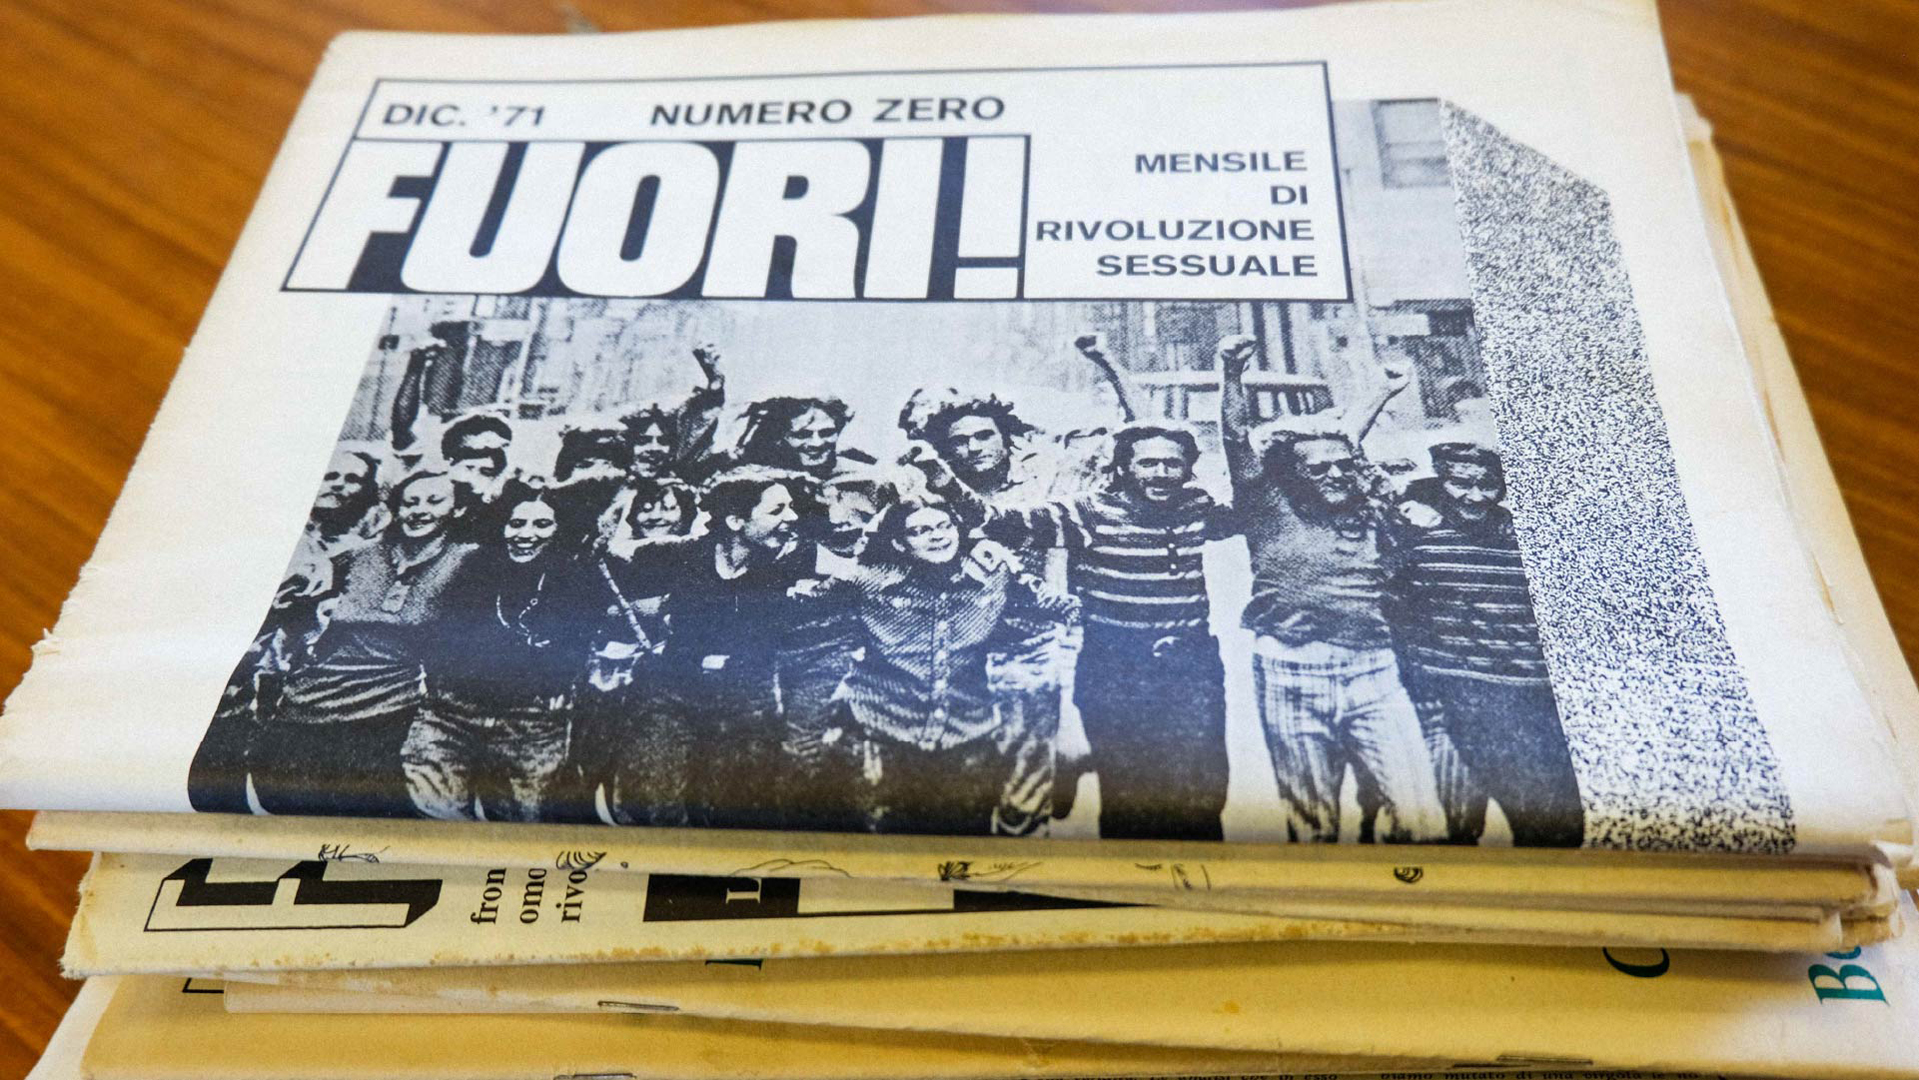 DIC. '71 NUMERO ZERO
FUORI!
MENSILE
DI
RIVOLUZIONE
SESSUALE
fron
omo
rivo